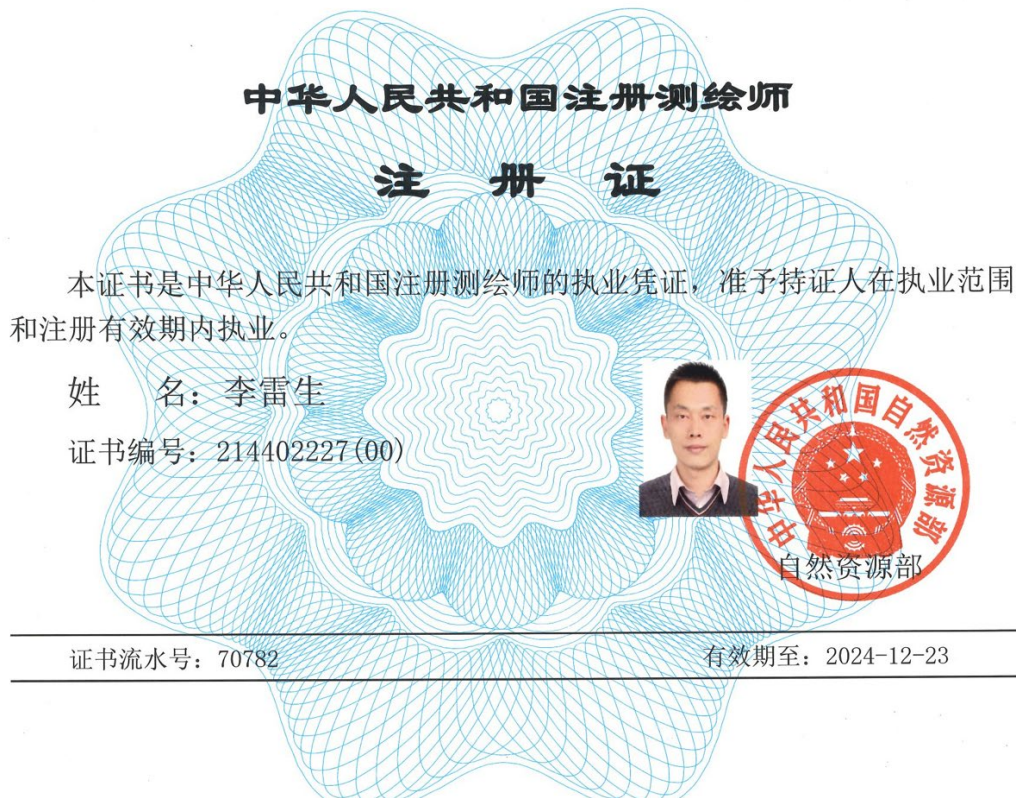 中华人民共和国注册测绘师
注册证
本证书是中华人民共和国注册测绘师的执业凭证，准予持证人在执业范围
和注册有效期内执业。
姓 名：李雷生
证书编号：214402227(00)
中华人民共和国自然资源部
自然资源部
证书流水号：70782
有效期至：2024-12-23